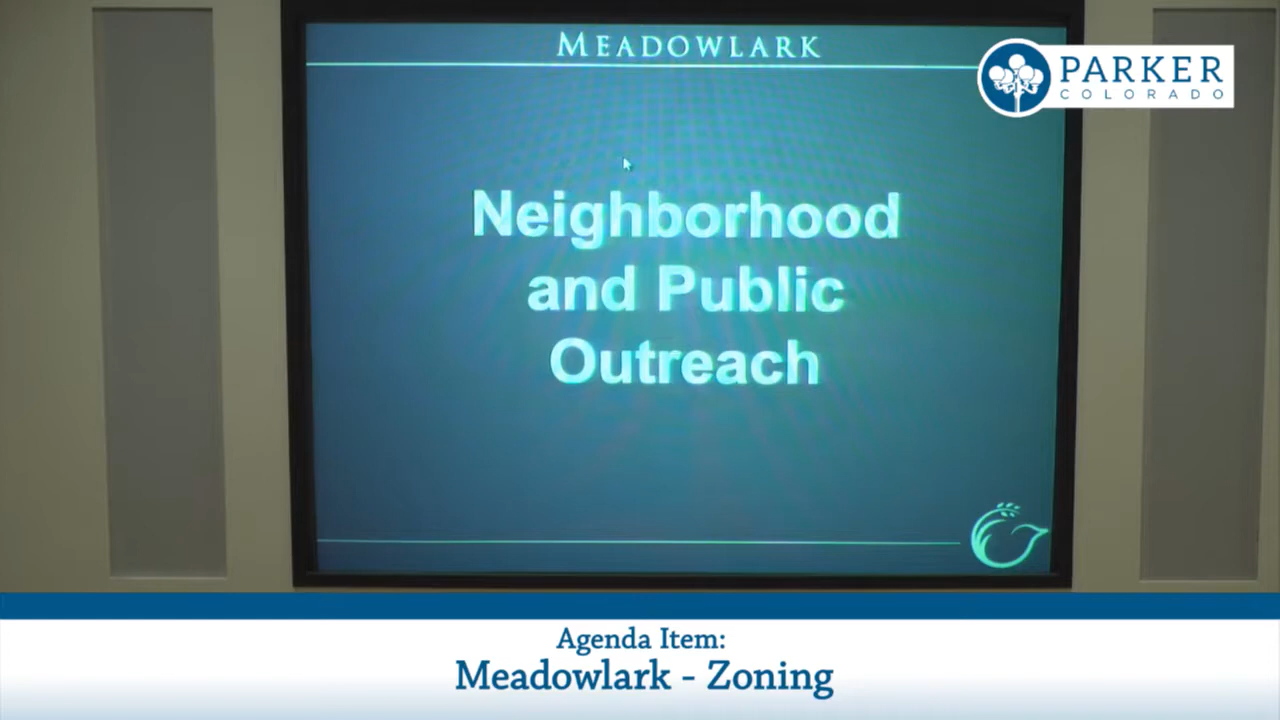 MEADOWLARK
PARKER
COLORADO
Neighborhood
and Public
Outreach
Agenda Item:
Meadowlark - Zoning